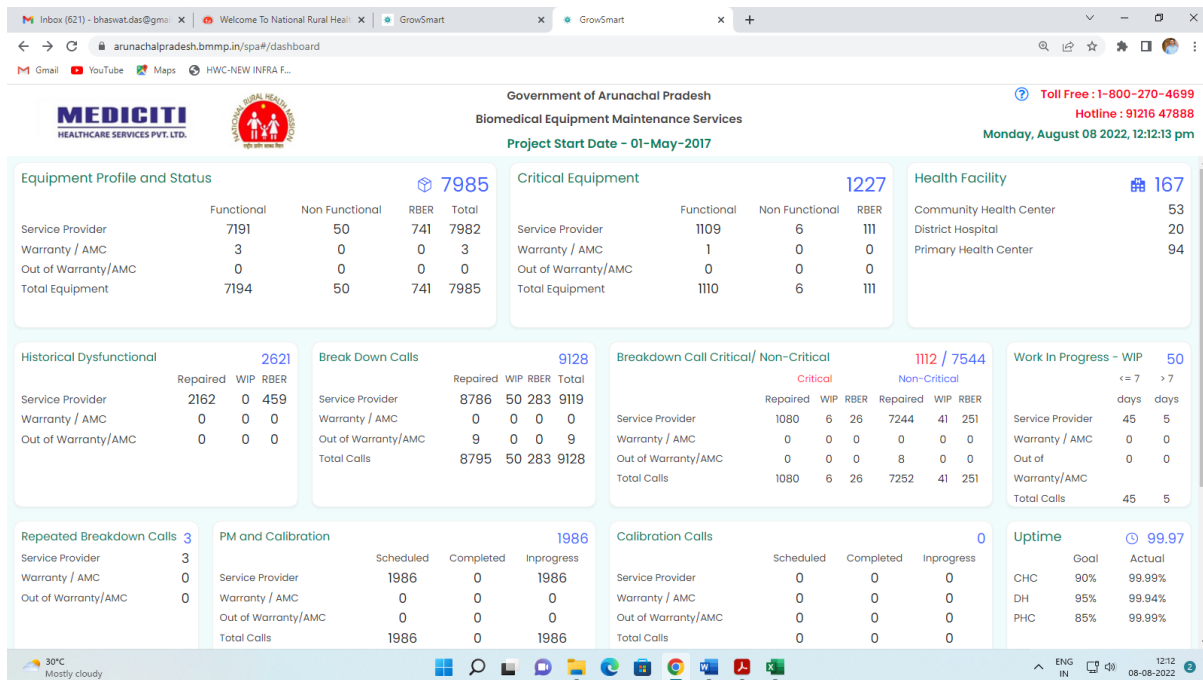 Inbox (621) - bhaswat.das@gmai
Welcome To National Rural Healt
GrowSmart
GrowSmart
arunachalpradesh.bmmp.in/spa#/dashboard
Gmail YouTube Maps HWC-NEW INFRA F...
MEDICITI
HEALTHCARE SERVICES PVT. LTD.
NATIONAL RURAL HEALTH MISSION
Government of Arunachal Pradesh
Biomedical Equipment Maintenance Services
Project Start Date - 01-May-2017
Toll Free : 1-800-270-4699
Hotline : 91216 47888
Monday, August 08 2022, 12:12:13 pm
Equipment Profile and Status 7985
Functional Non Functional RBER Total
Service Provider 7191 50 741 7982
Warranty / AMC 3 0 0 3
Out of Warranty/AMC 0 0 0 0
Total Equipment 7194 50 741 7985
Critical Equipment 1227
Functional Non Functional RBER
Service Provider 1109 6 111
Warranty / AMC 1 0 0
Out of Warranty/AMC 0 0 0
Total Equipment 1110 6 111
Health Facility 167
Community Health Center 53
District Hospital 20
Primary Health Center 94
Historical Dysfunctional 2621
Repaired WIP RBER
Service Provider 2162 0 459
Warranty / AMC 0 0 0
Out of Warranty/AMC 0 0 0
Break Down Calls 9128
Repaired WIP RBER Total
Service Provider 8786 50 283 9119
Warranty / AMC 0 0 0 0
Out of Warranty/AMC 9 0 0 9
Total Calls 8795 50 283 9128
Breakdown Call Critical/ Non-Critical 1112 / 7544
Critical Non-Critical
Repaired WIP RBER Repaired WIP RBER
Service Provider 1080 6 26 7244 41 251
Warranty / AMC 0 0 0 0 0 0
Out of Warranty/AMC 0 0 0 8 0 0
Total Calls 1080 6 26 7252 41 251
Work In Progress - WIP 50
<= 7 > 7
days days
Service Provider 45 5
Warranty / AMC 0 0
Out of 0 0
Warranty/AMC
Total Calls 45 5
Repeated Breakdown Calls 3
Service Provider 3
Warranty / AMC 0
Out of Warranty/AMC 0
PM and Calibration 1986
Scheduled Completed Inprogress
Service Provider 1986 0 1986
Warranty / AMC 0 0 0
Out of Warranty/AMC 0 0 0
Total Calls 1986 0 1986
Calibration Calls 0
Scheduled Completed Inprogress
Service Provider 0 0 0
Warranty / AMC 0 0 0
Out of Warranty/AMC 0 0 0
Total Calls 0 0 0
Uptime 99.97
Goal Actual
CHC 90% 99.99%
DH 95% 99.94%
PHC 85% 99.99%
30°C
Mostly cloudy
ENG
IN
12:12
08-08-2022
2